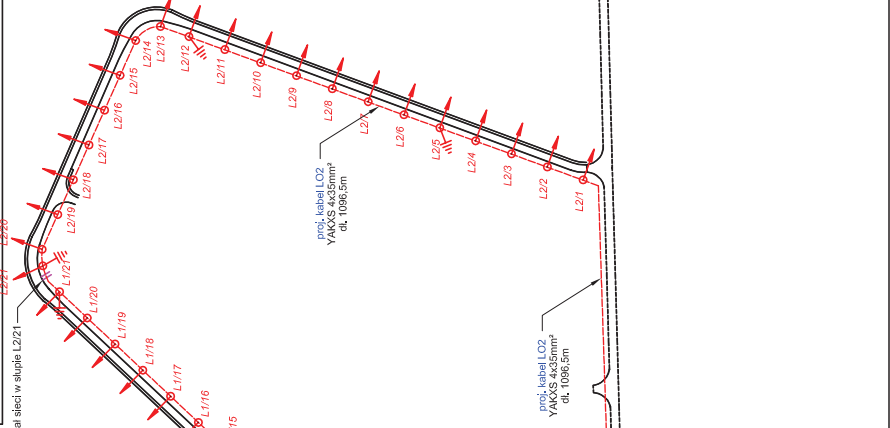 L2/14
L2/13
L2/12
L2/11
L2/10
L2/9
L2/8
L2/7
L2/6
L2/5
L2/4
L2/3
L2/2
L2/1
L2/15
L2/16
L2/17
L2/18
L2/19
L2/20
L2/21
L1/21
L1/20
L1/19
L1/18
L1/17
L1/16
sieci w słupie L2/21
proj. kabel LO2
YAKXS 4x35mm²
dł. 1096,5m
proj. kabel LO2
YAKXS 4x35mm²
dł. 1096,5m